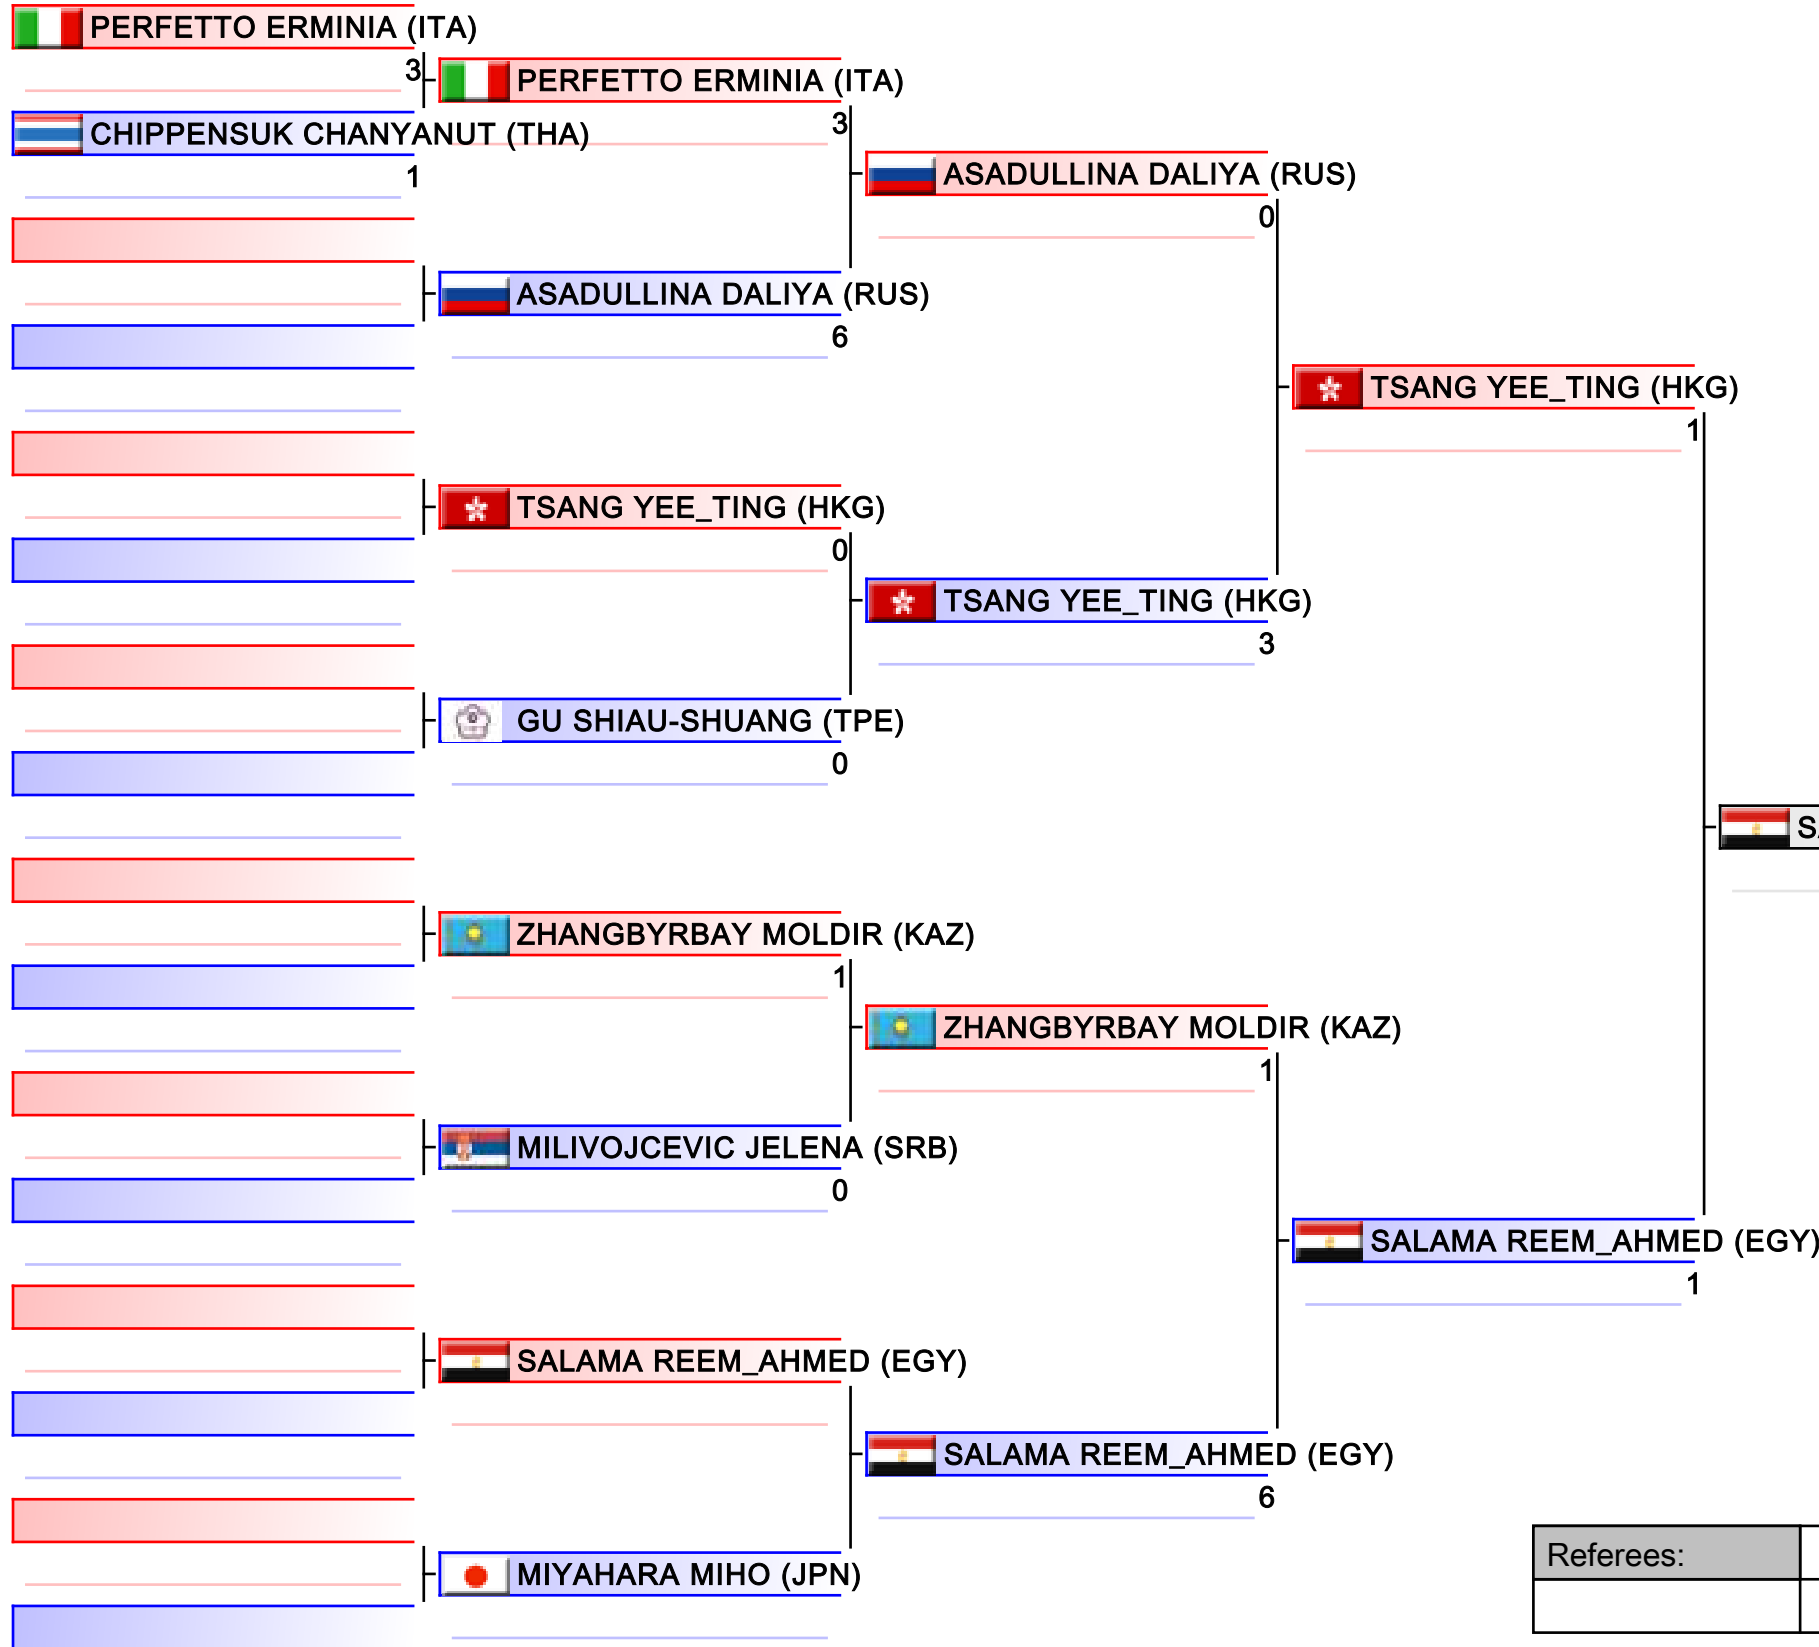 PERFETTO ERMINIA (ITA)
3
CHIPPENSUK CHANYANUT (THA)
1
PERFETTO ERMINIA (ITA)
3
ASADULLINA DALIYA (RUS)
6
TSANG YEE_TING (HKG)
0
GU SHIAU-SHUANG (TPE)
0
ZHANGBYRBAY MOLDIR (KAZ)
1
MILIVOJCEVIC JELENA (SRB)
0
SALAMA REEM_AHMED (EGY)
MIYAHARA MIHO (JPN)
ASADULLINA DALIYA (RUS)
0
TSANG YEE_TING (HKG)
3
ZHANGBYRBAY MOLDIR (KAZ)
1
SALAMA REEM_AHMED (EGY)
6
TSANG YEE_TING (HKG)
1
SALAMA REEM_AHMED (EGY)
1
Referees: